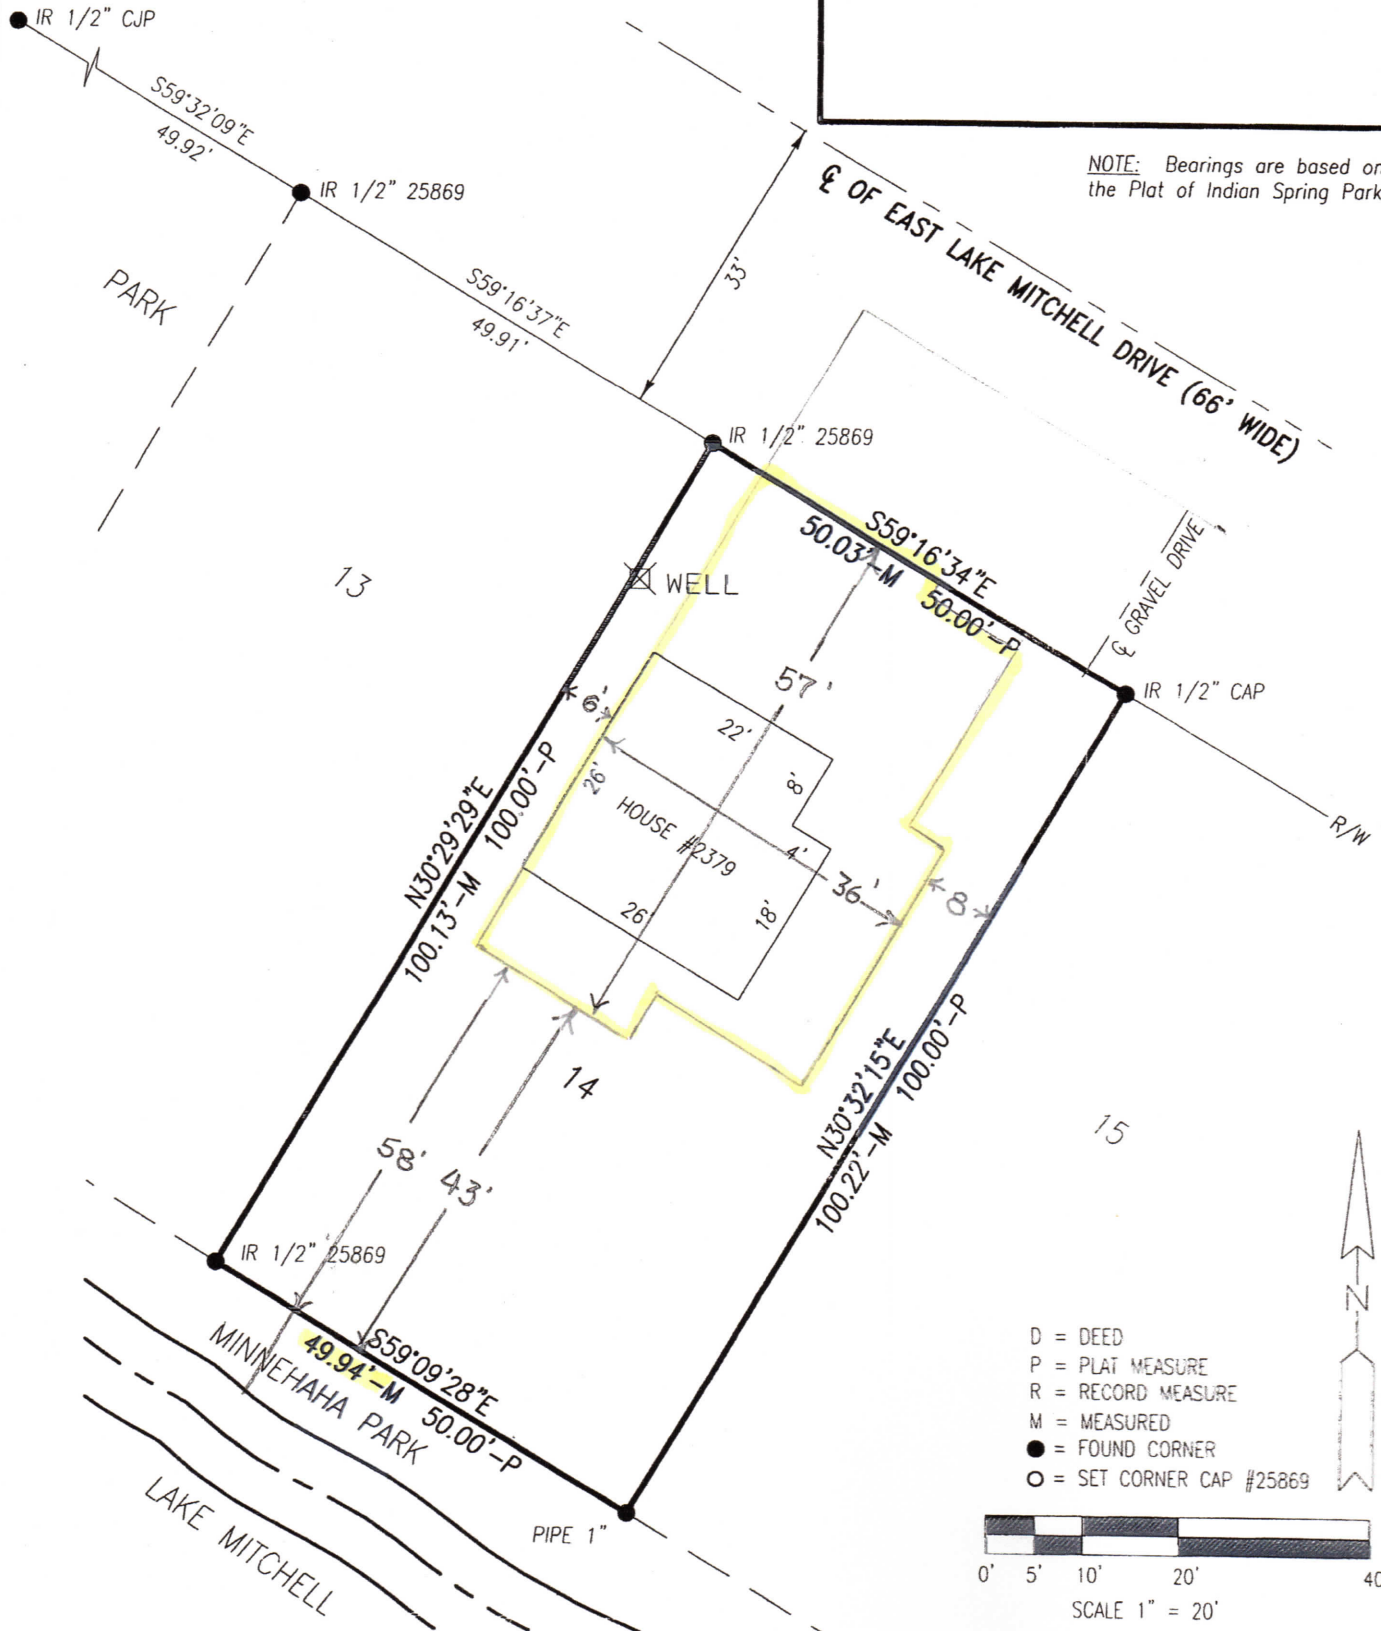 IR 1/2" CJP
S59°32'09"E
49.92'
IR 1/2" 25869
NOTE: Bearings are based on
the Plat of Indian Spring Park
℄ OF EAST LAKE MITCHELL DRIVE (66' WIDE)
PARK
S59°16'37"E
49.91'
33'
IR 1/2" 25869
13
WELL
S59°16'34"E
50.03'-M
50.00'-P
℄ GRAVEL DRIVE
IR 1/2" CAP
R/W
57'
6'
22'
8'
26'
HOUSE #2379
4'
36'
8
26'
18'
N30°29'29"E
100.00'-P
100.13'-M
14
N30°32'15"E
100.00'-P
100.22'-M
15
58'
43'
IR 1/2" 25869
S59°09'28"E
49.94'-M
50.00'-P
MINNEHAHA PARK
LAKE MITCHELL
PIPE 1"
N
D = DEED
P = PLAT MEASURE
R = RECORD MEASURE
M = MEASURED
● = FOUND CORNER
O = SET CORNER CAP #25869
0' 5' 10' 20' 40
SCALE 1" = 20'